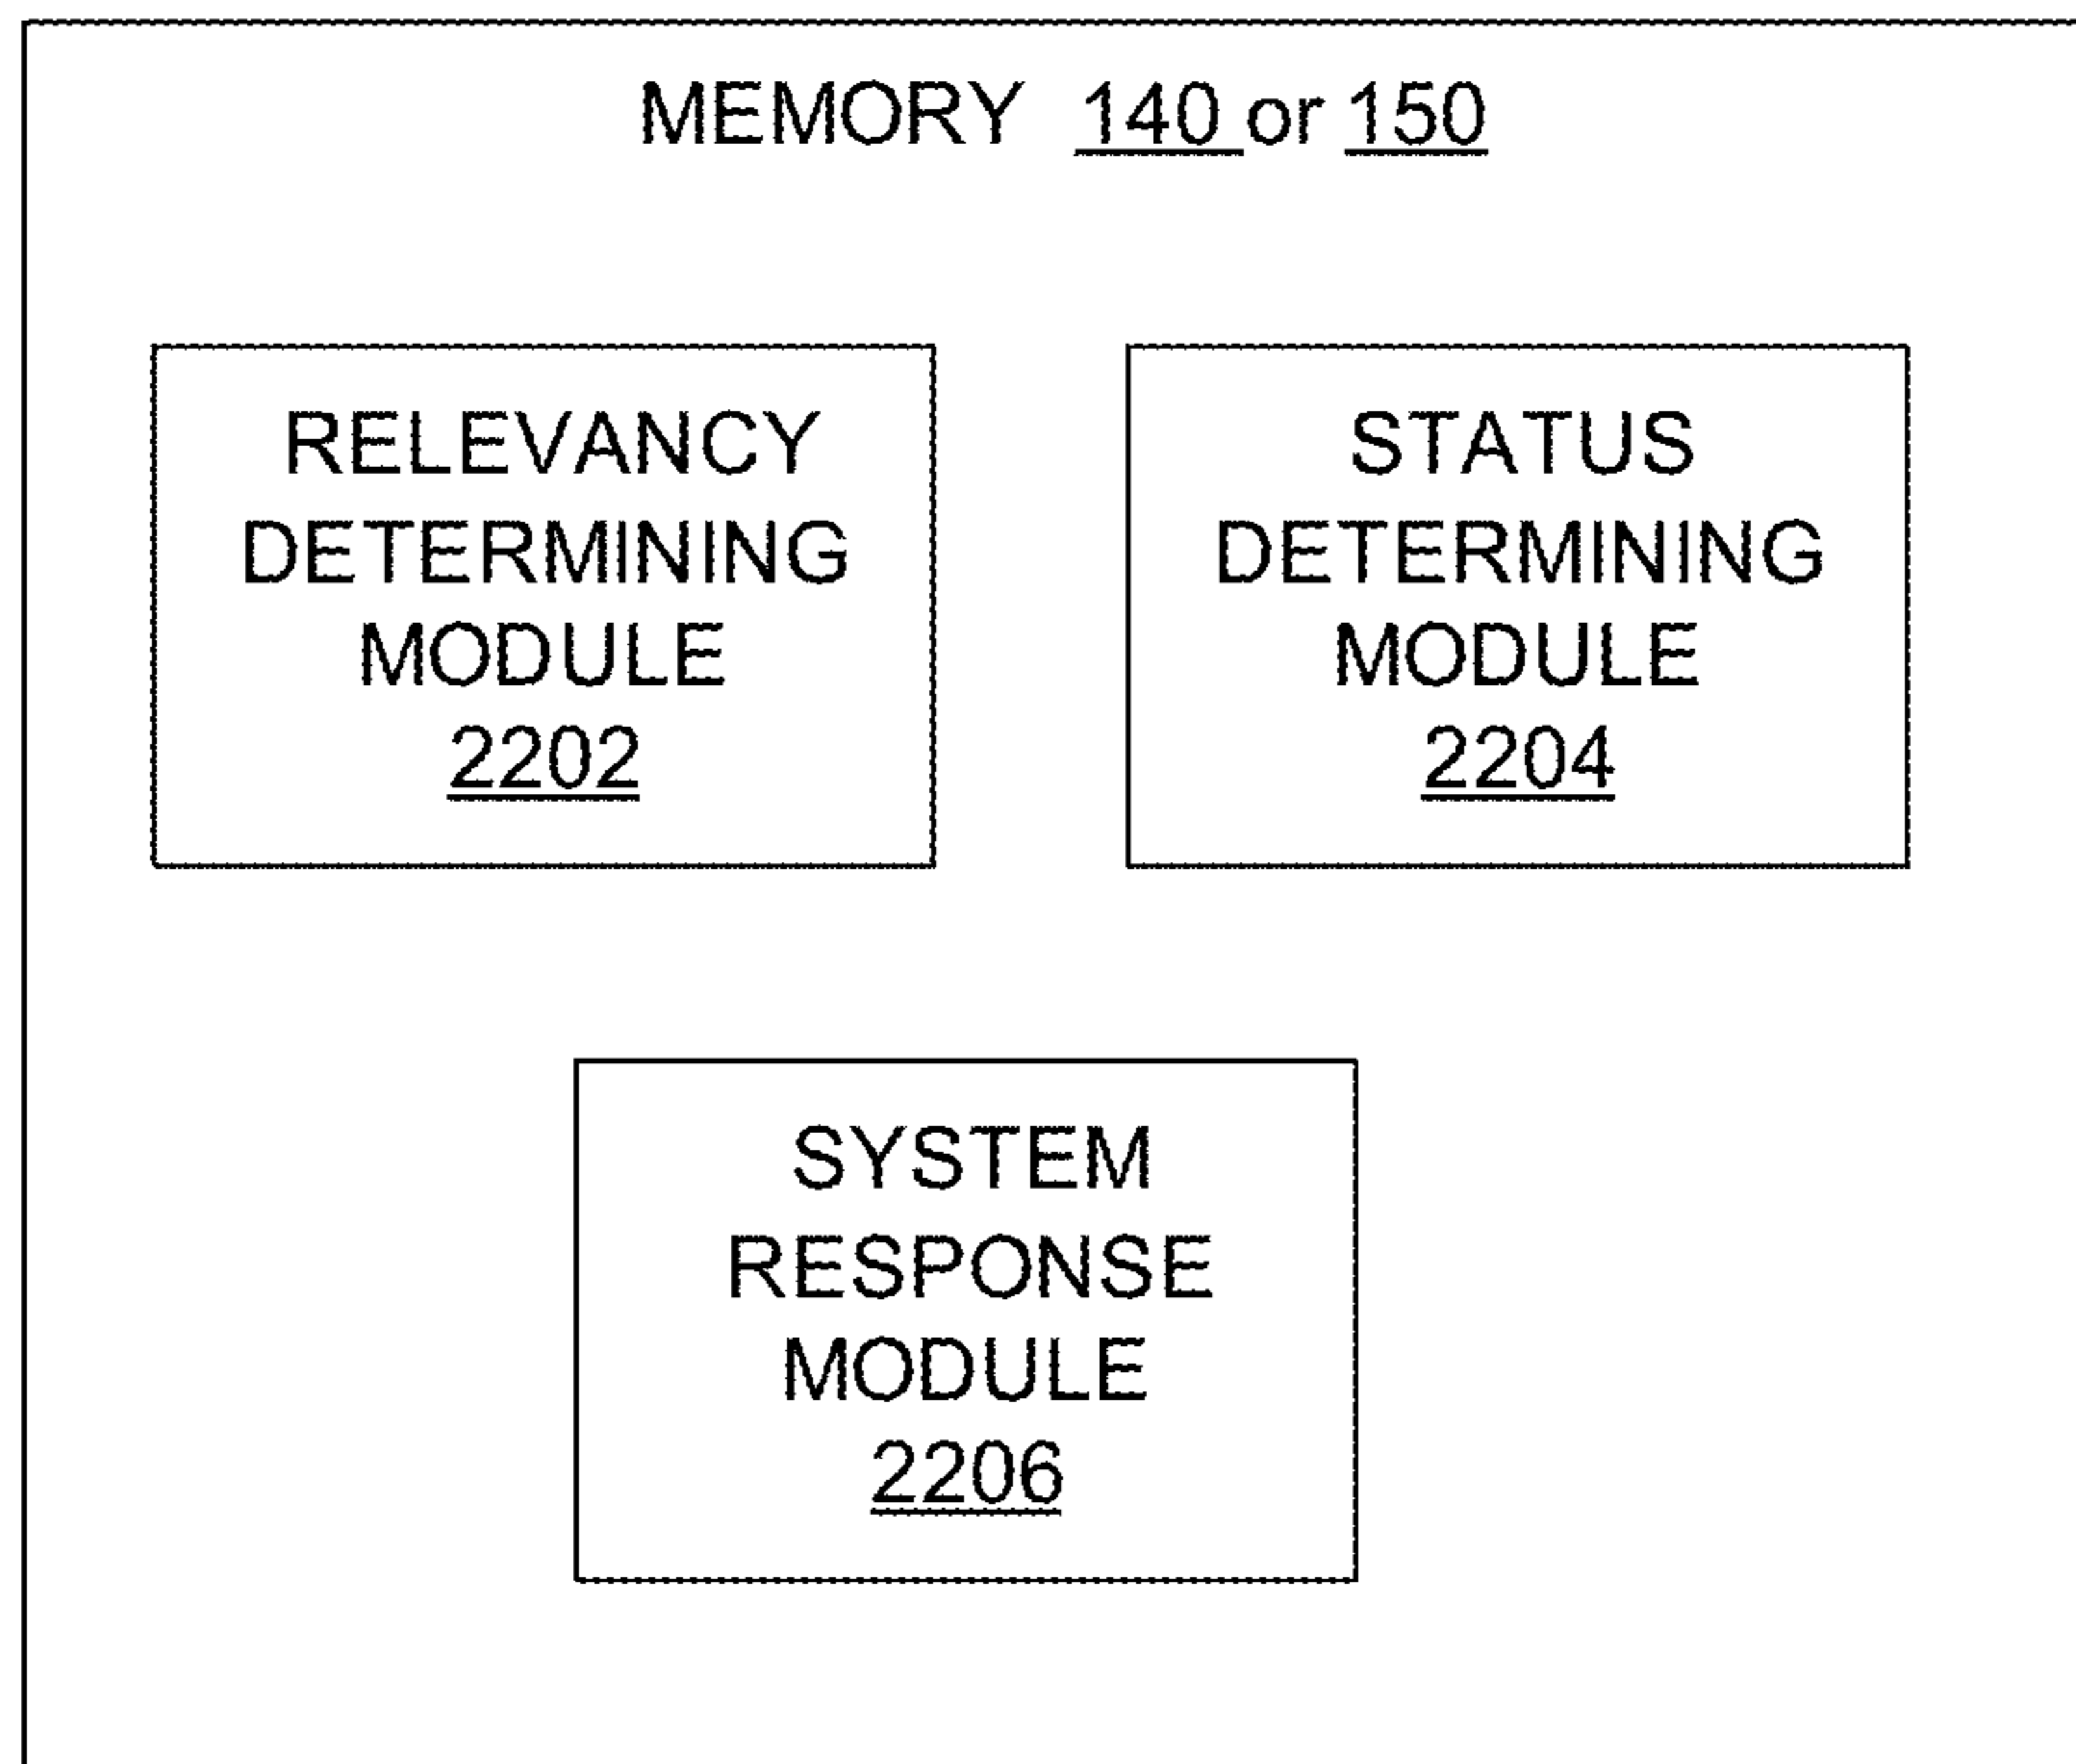 MEMORY 140 or 150
RELEVANCY
DETERMINING
MODULE
2202
STATUS
DETERMINING
MODULE
2204
SYSTEM
RESPONSE
MODULE
2206